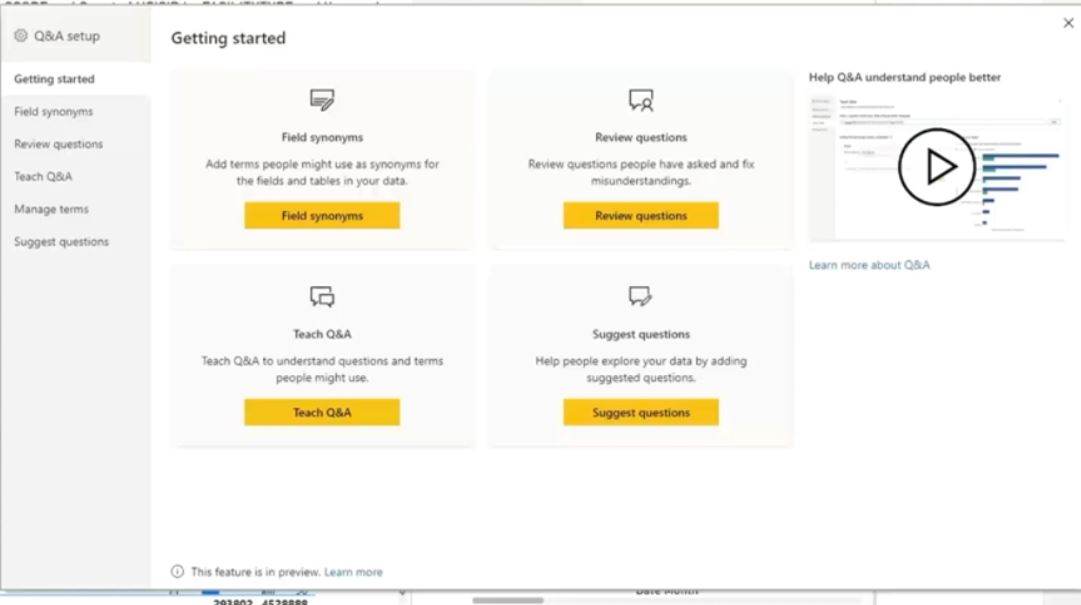 Q&A setup
Getting started
Getting started
Field synonyms
Review questions
Teach Q&A
Manage terms
Suggest questions
Field synonyms
Add terms people might use as synonyms for
the fields and tables in your data.
Field synonyms
Review questions
Review questions people have asked and fix
misunderstandings.
Review questions
Teach Q&A
Teach Q&A to understand questions and terms
people might use.
Teach Q&A
Suggest questions
Help people explore your data by adding
suggested questions.
Suggest questions
Help Q&A understand people better
Learn more about Q&A
This feature is in preview. Learn more
293802 4528888
Date Month